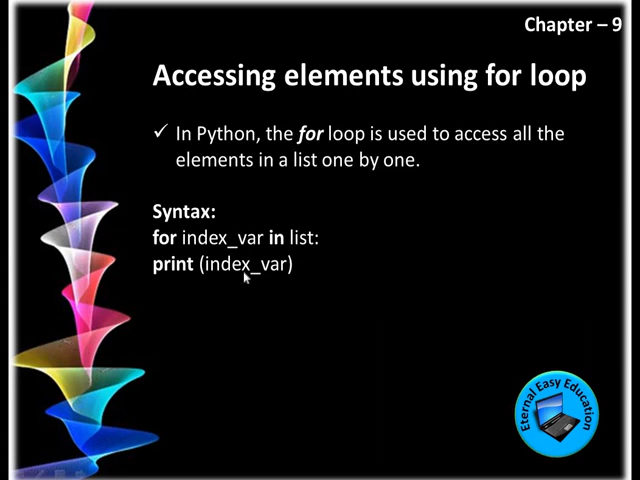 Chapter – 9
Accessing elements using for loop
✓ In Python, the for loop is used to access all the
elements in a list one by one.
Syntax:
for index_var in list:
print (index_var)
Eternal Easy Education